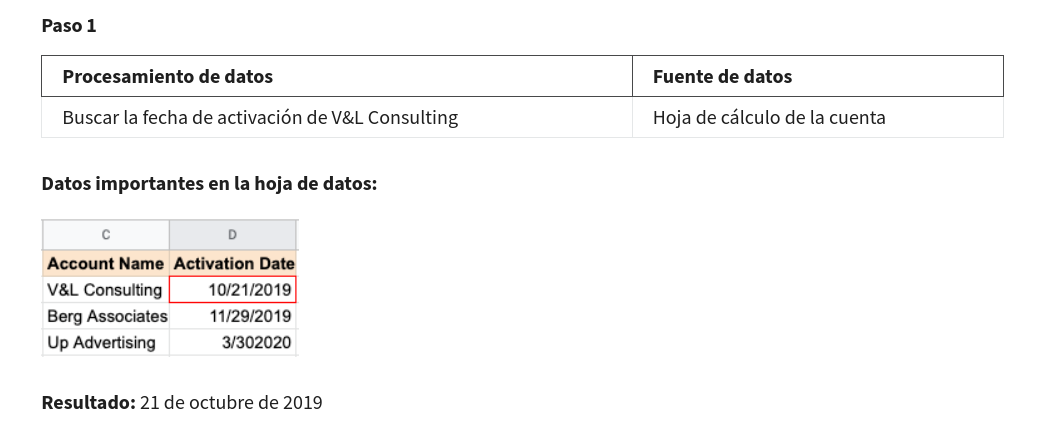 Paso 1
Procesamiento de datos Fuente de datos
Buscar la fecha de activación de V&L Consulting Hoja de cálculo de la cuenta
Datos importantes en la hoja de datos:
C D
Account Name Activation Date
V&L Consulting 10/21/2019
Berg Associates 11/29/2019
Up Advertising 3/302020
Resultado: 21 de octubre de 2019